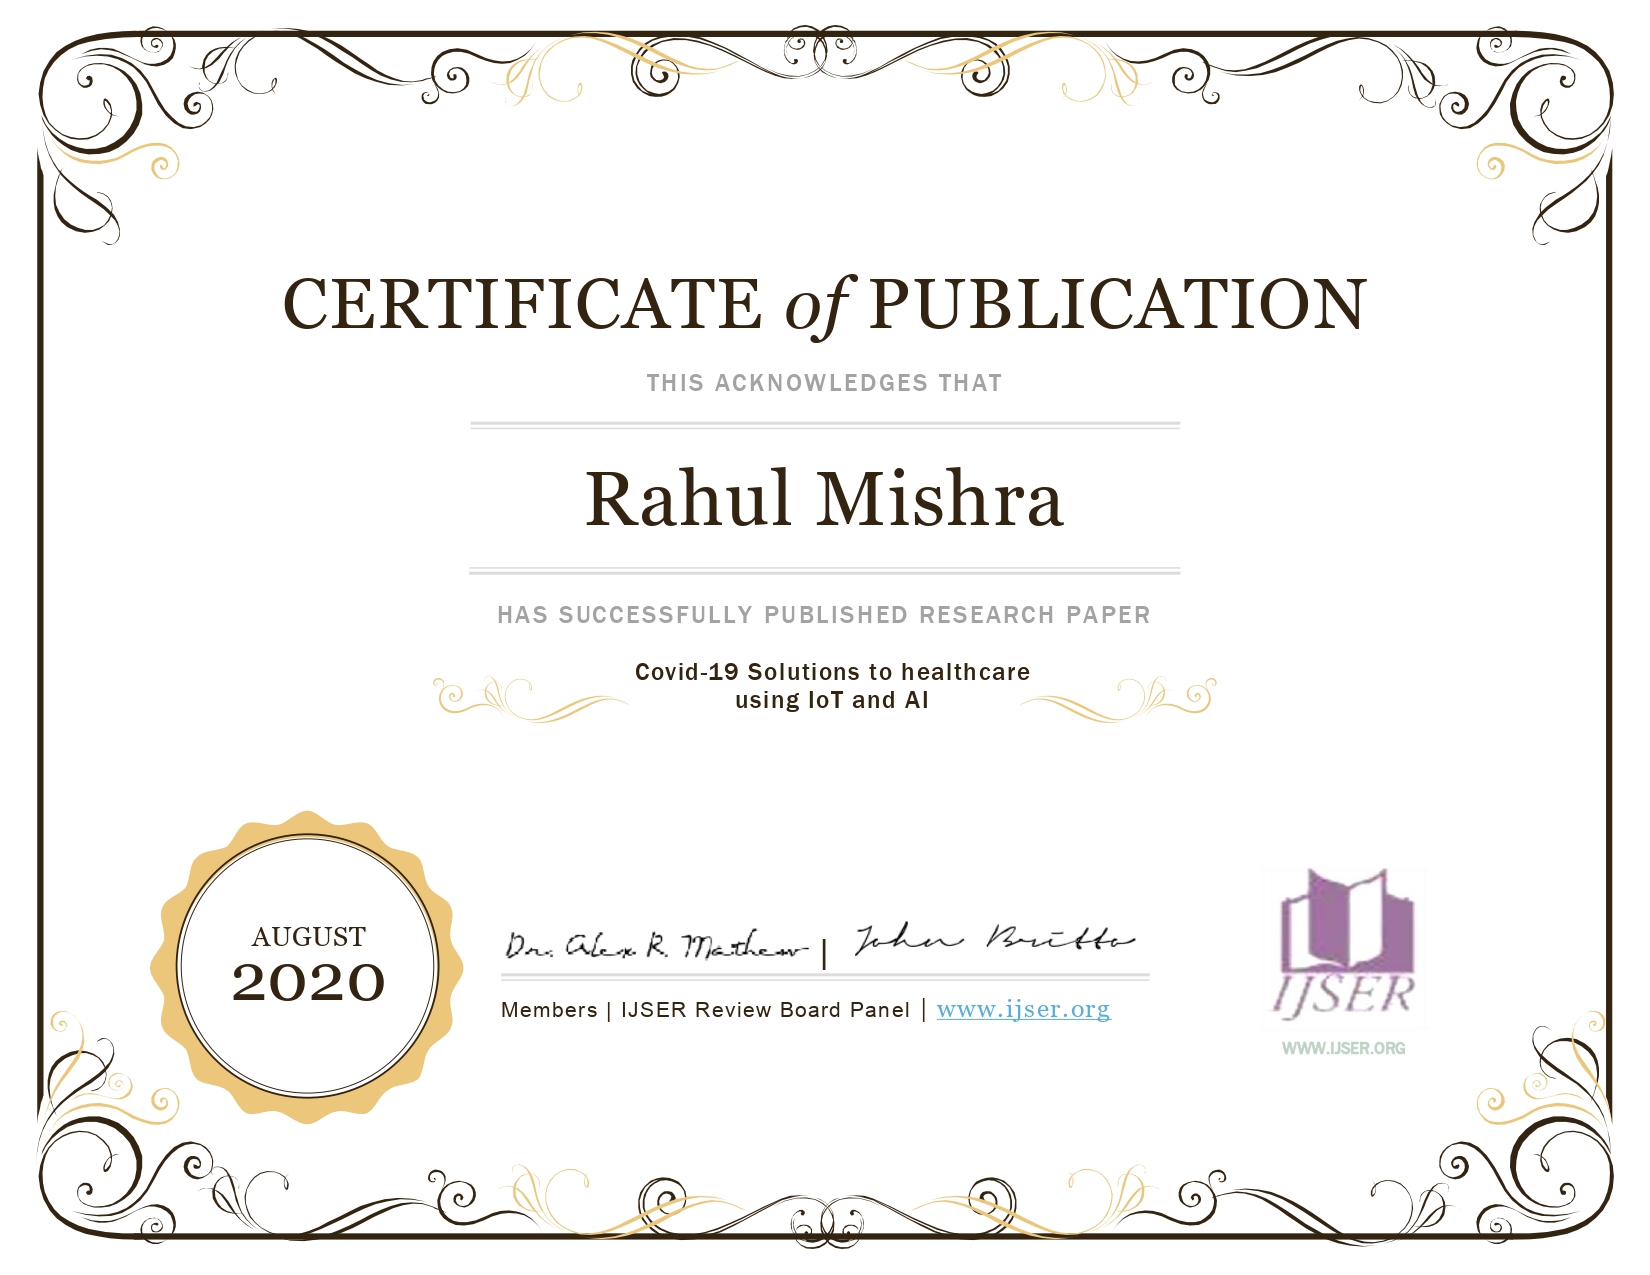 CERTIFICATE of PUBLICATION
THIS ACKNOWLEDGES THAT
Rahul Mishra
HAS SUCCESSFULLY PUBLISHED RESEARCH PAPER
Covid-19 Solutions to healthcare
using IoT and AI
AUGUST
2020
Dr. Alex R. Mathew | John Britto
Members | IJSER Review Board Panel | www.ijser.org
IJSER
WWW.IJSER.ORG